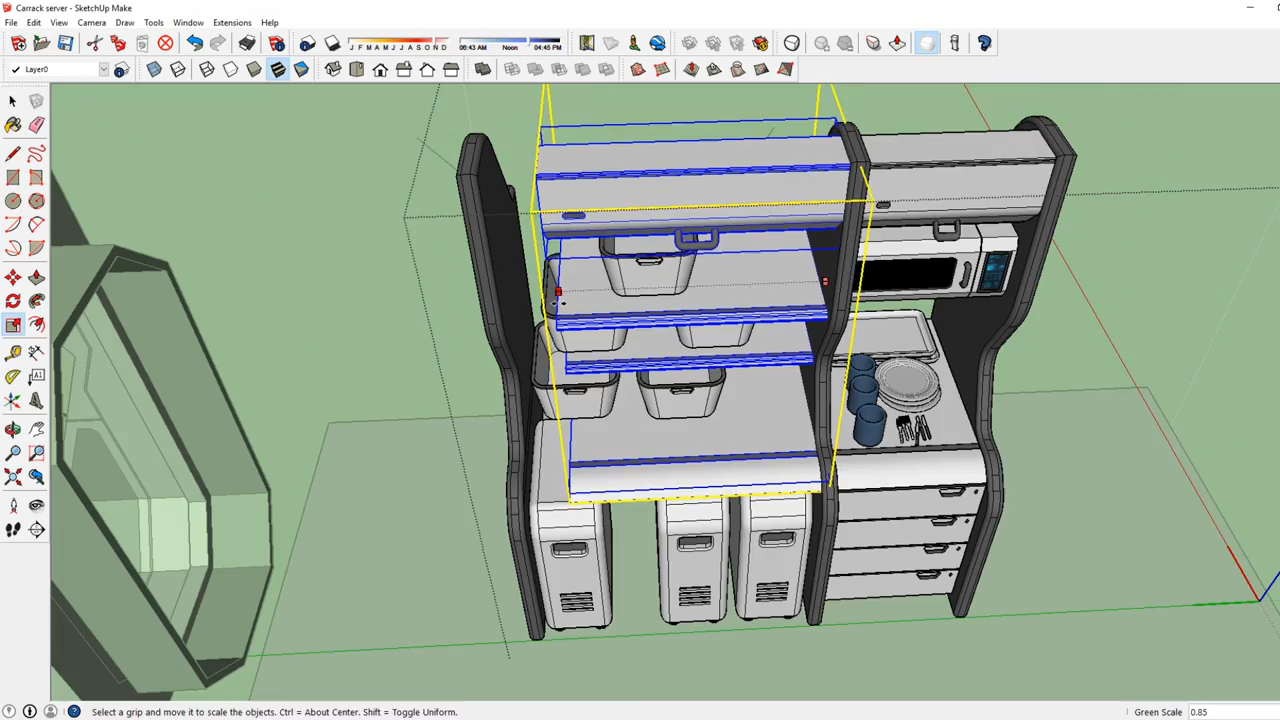 Carrack server - SketchUp Make
File Edit View Camera Draw Tools Window Extensions Help
J F M A M J J A S O N D 06:43 AM Noon 04:45 PM
✓ Layer0
A1
Select a grip and move it to scale the objects. Ctrl = About Center. Shift = Toggle Uniform. Green Scale 0.85